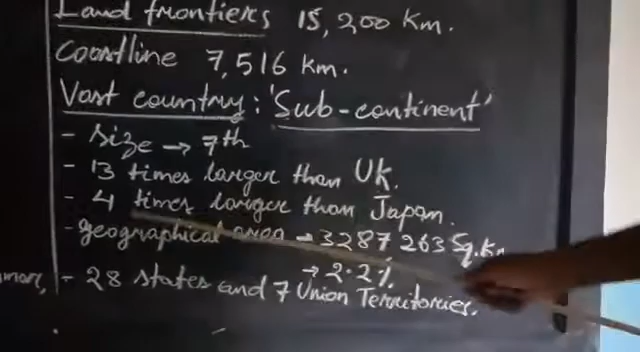 Land frontiers 15,200 Km.
Coastline 7,516 km.
Vast country: 'Sub-continent'
- Size → 7th
- 13 times larger than UK.
- 4 times larger than Japan.
- geographical area - 3287263 Sq.Km
→ 2.2%
- 28 states and 7 Union Territories.